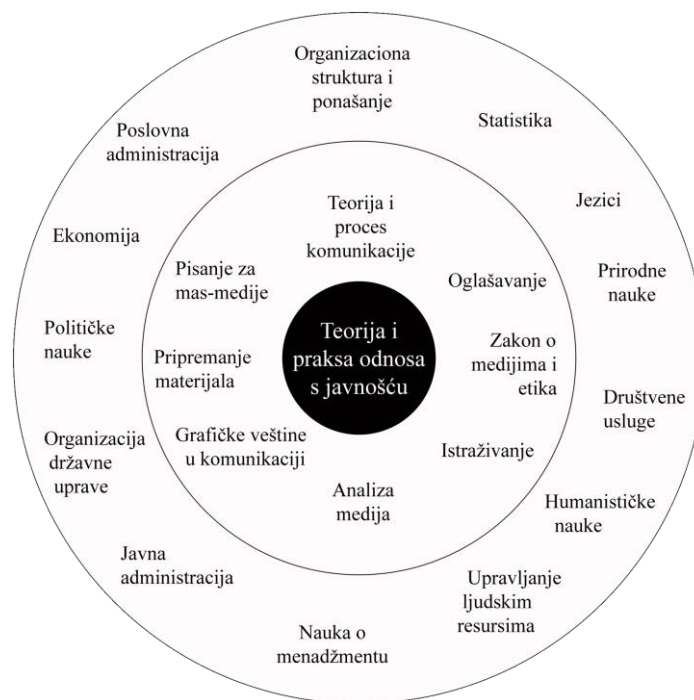 Organizaciona
struktura i
ponašanje
Statistika
Jezici
Prirodne
nauke
Društvene
usluge
Humanističke
nauke
Upravljanje
ljudskim
resursima
Nauka o
menadžmentu
Javna
administracija
Organizacija
državne
uprave
Političke
nauke
Ekonomija
Poslovna
administracija
Teorija i
proces
komunikacije
Oglašavanje
Zakon o
medijima i
etika
Istraživanje
Analiza
medija
Grafičke veštine
u komunikaciji
Pripremanje
materijala
Pisanje za
mas-medije
Teorija i
praksa odnosa
s javnošću